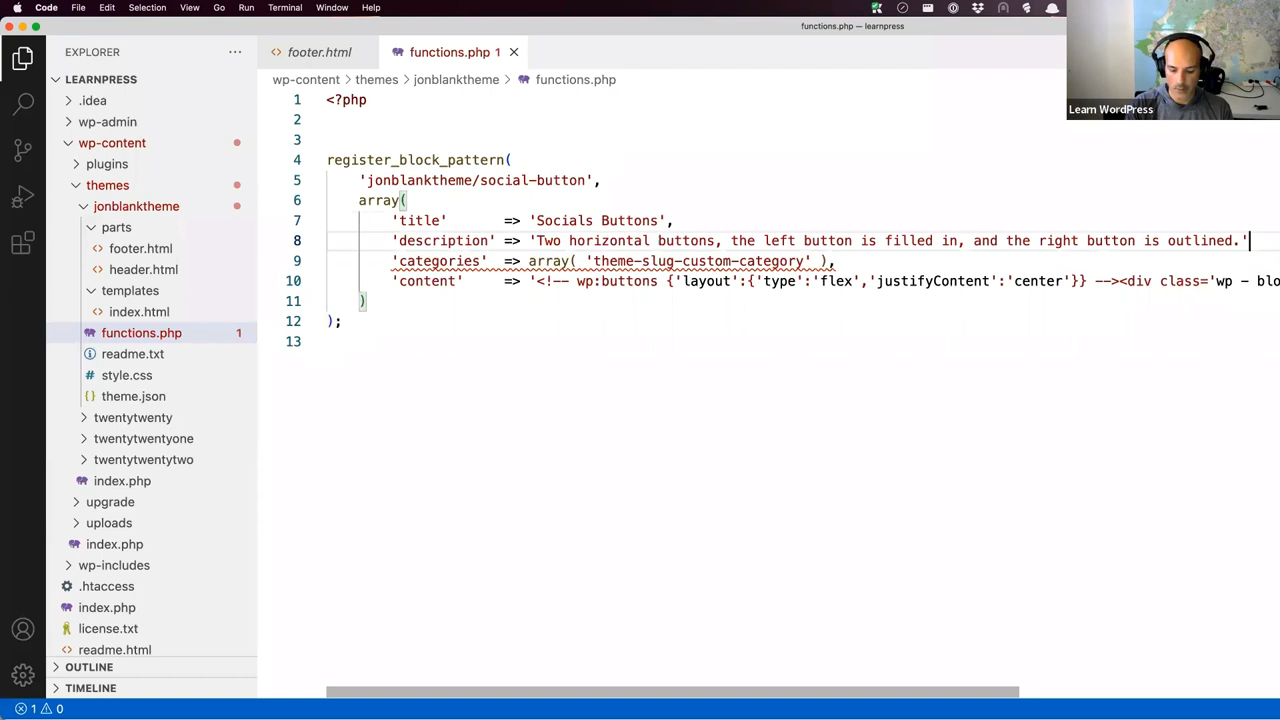 Code File Edit Selection View Go Run Terminal Window Help
functions.php — learnpress
EXPLORER
footer.html
functions.php 1
LEARNPRESS
wp-content > themes > jonblanktheme > functions.php
Learn WordPress
.idea
wp-admin
wp-content
plugins
themes
jonblanktheme
parts
footer.html
header.html
templates
index.html
functions.php 1
readme.txt
style.css
theme.json
twentytwenty
twentytwentyone
twentytwentytwo
index.php
upgrade
uploads
index.php
wp-includes
.htaccess
index.php
license.txt
readme.html
OUTLINE
TIMELINE
1 <?php
2
3
4 register_block_pattern(
5 'jonblanktheme/social-button',
6 array(
7 'title' => 'Socials Buttons',
8 'description' => 'Two horizontal buttons, the left button is filled in, and the right button is outlined.'
9 'categories' => array( 'theme-slug-custom-category' ),
10 'content' => '<!-- wp:buttons {'layout':{'type':'flex','justifyContent':'center'}} --><div class='wp - blo
11 )
12 );
13
1 0